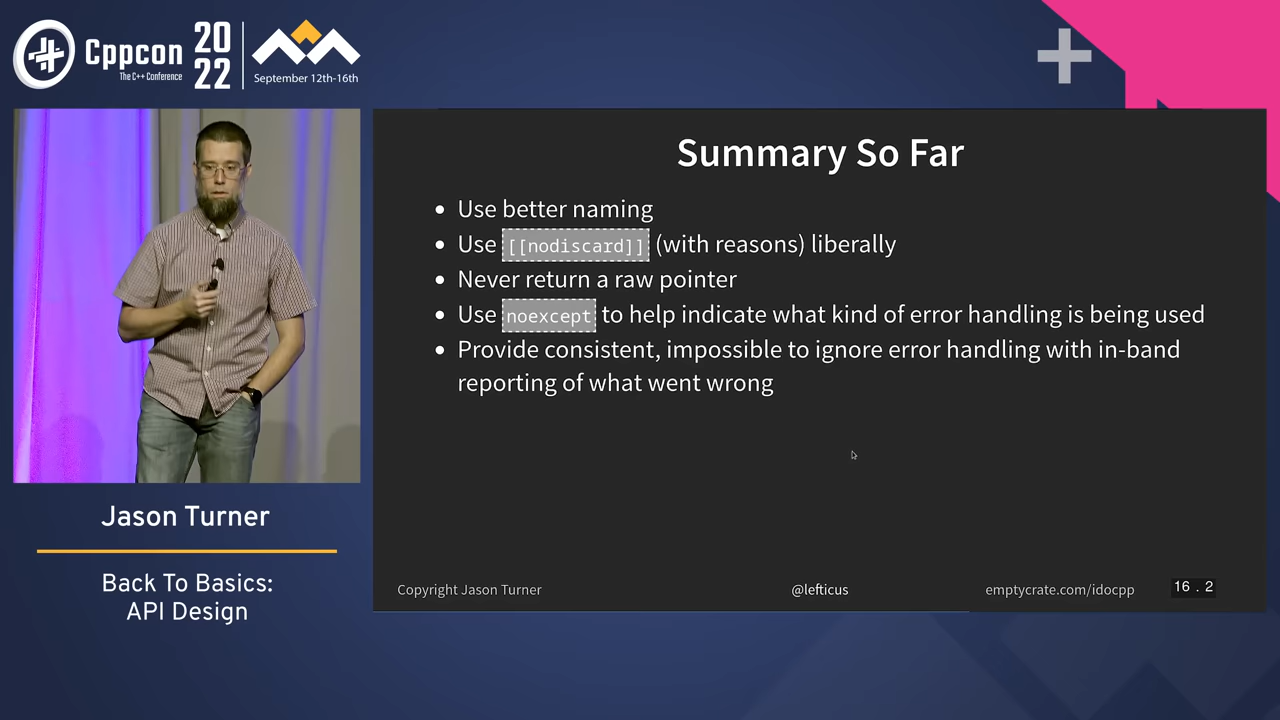 Cppcon
The C++ Conference
20
22
September 12th-16th
Summary So Far
• Use better naming
• Use [[nodiscard]] (with reasons) liberally
• Never return a raw pointer
• Use noexcept to help indicate what kind of error handling is being used
• Provide consistent, impossible to ignore error handling with in-band
reporting of what went wrong
Copyright Jason Turner
@lefticus
emptycrate.com/idocpp
16 . 2
Jason Turner
Back To Basics:
API Design